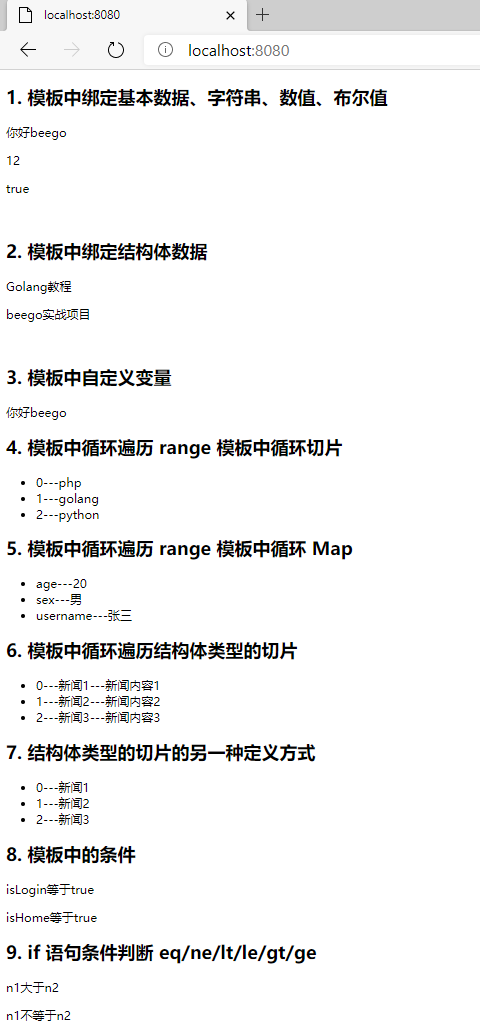 localhost:8080
localhost:8080
1. 模板中绑定基本数据、字符串、数值、布尔值
你好beego
12
true
2. 模板中绑定结构体数据
Golang教程
beego实战项目
3. 模板中自定义变量
你好beego
4. 模板中循环遍历 range 模板中循环切片
0---php
1---golang
2---python
5. 模板中循环遍历 range 模板中循环 Map
age---20
sex---男
username---张三
6. 模板中循环遍历结构体类型的切片
0---新闻1---新闻内容1
1---新闻2---新闻内容2
2---新闻3---新闻内容3
7. 结构体类型的切片的另一种定义方式
0---新闻1
1---新闻2
2---新闻3
8. 模板中的条件
isLogin等于true
isHome等于true
9. if 语句条件判断 eq/ne/lt/le/gt/ge
n1大于n2
n1不等于n2